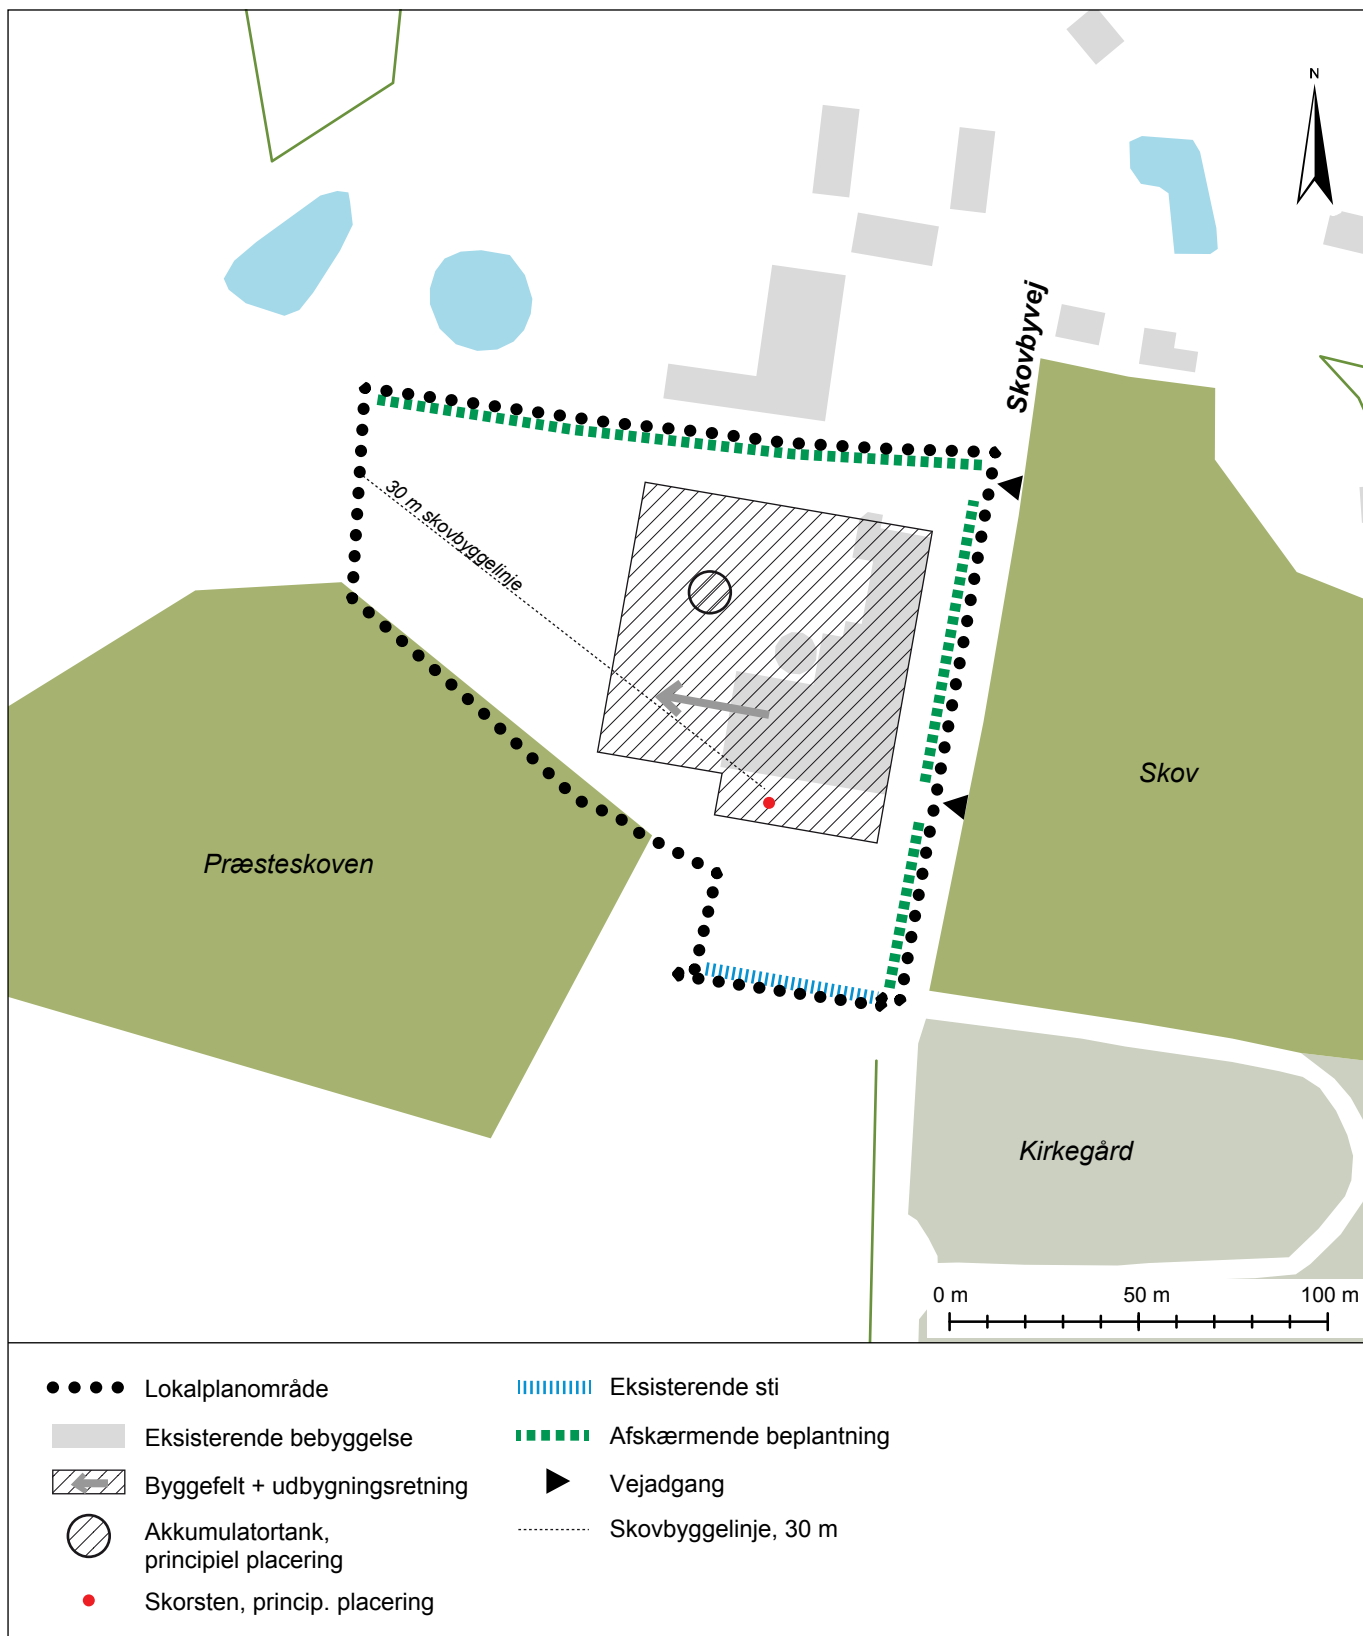 N
Skovbyvej
30 m skovbyggelinje
Skov
Præsteskoven
Kirkegård
0 m 50 m 100 m
Lokalplanområde
Eksisterende bebyggelse
Byggefelt + udbygningsretning
Akkumulatortank,
principiel placering
Skorsten, princip. placering
Eksisterende sti
Afskærmende beplantning
Vejadgang
Skovbyggelinje, 30 m